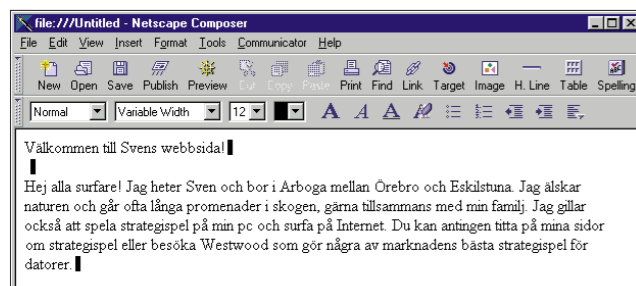 file:///Untitled - Netscape Composer
File Edit View Insert Format Tools Communicator Help
New Open Save Publish Preview Cut Copy Paste Print Find Link Target Image H. Line Table Spelling
Normal Variable Width 12 A A A
Välkommen till Svens webbsida!
Hej alla surfare! Jag heter Sven och bor i Arboga mellan Örebro och Eskilstuna. Jag älskar
naturen och går ofta långa promenader i skogen, gärna tillsammans med min familj. Jag gillar
också att spela strategispel på min pc och surfa på Internet. Du kan antingen titta på mina sidor
om strategispel eller besöka Westwood som gör några av marknadens bästa strategispel för
datorer.